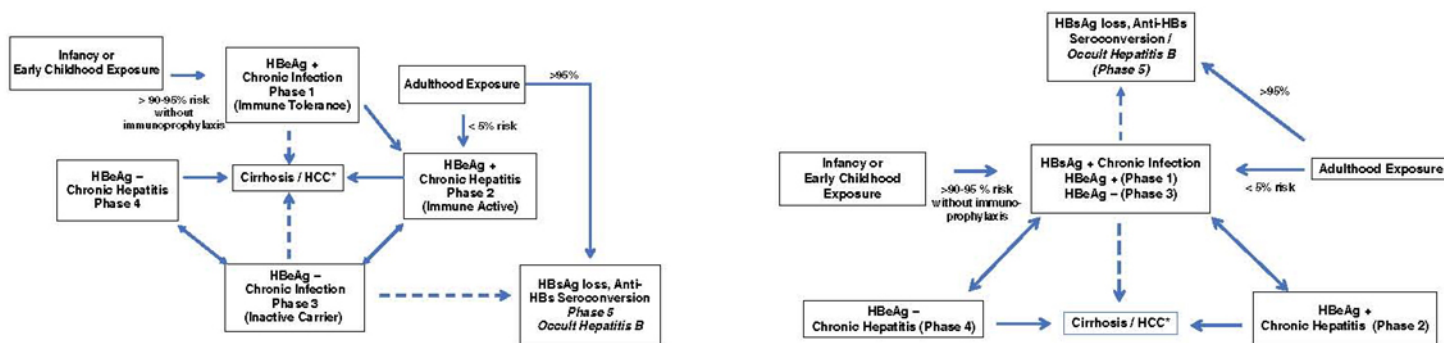 Infancy or
Early Childhood Exposure
> 90-95% risk
without
immunoprophylaxis
HBeAg +
Chronic Infection
Phase 1
(Immune Tolerance)
Adulthood Exposure
>95%
< 5% risk
HBeAg –
Chronic Hepatitis
Phase 4
Cirrhosis / HCC*
HBeAg +
Chronic Hepatitis
Phase 2
(Immune Active)
HBeAg –
Chronic Infection
Phase 3
(Inactive Carrier)
HBsAg loss, Anti-
HBs Seroconversion
Phase 5
Occult Hepatitis B
HBsAg loss, Anti-HBs
Seroconversion /
Occult Hepatitis B
(Phase 5)
>95%
Infancy or
Early Childhood
Exposure
>90-95 % risk
without immuno-
prophylaxis
HBsAg + Chronic Infection
HBeAg + (Phase 1)
HBeAg – (Phase 3)
Adulthood Exposure
< 5% risk
HBeAg –
Chronic Hepatitis (Phase 4)
Cirrhosis / HCC*
HBeAg +
Chronic Hepatitis (Phase 2)